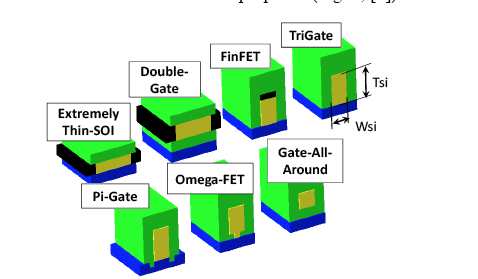 TriGate
FinFET
Double-
Gate
Tsi
Wsi
Extremely
Thin-SOI
Gate-All-
Around
Omega-FET
Pi-Gate